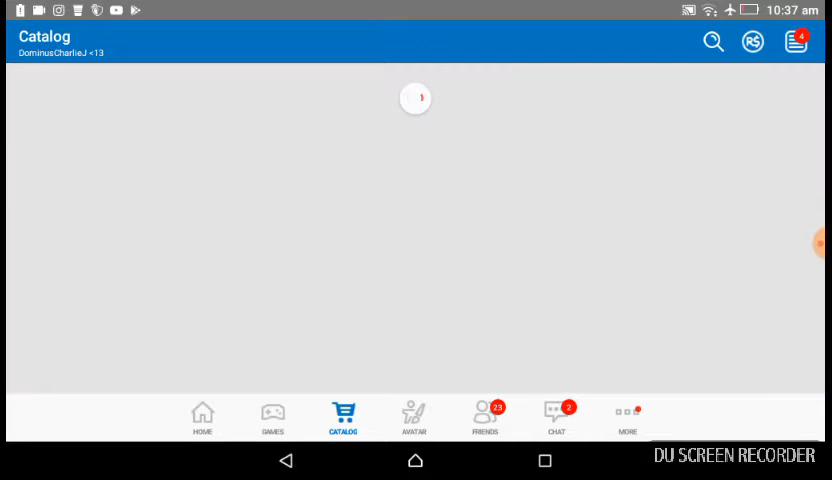 10:37 am
Catalog
DominusCharlieJ <13
R$
4
23
2
HOME
GAMES
CATALOG
AVATAR
FRIENDS
CHAT
MORE
DU SCREEN RECORDER